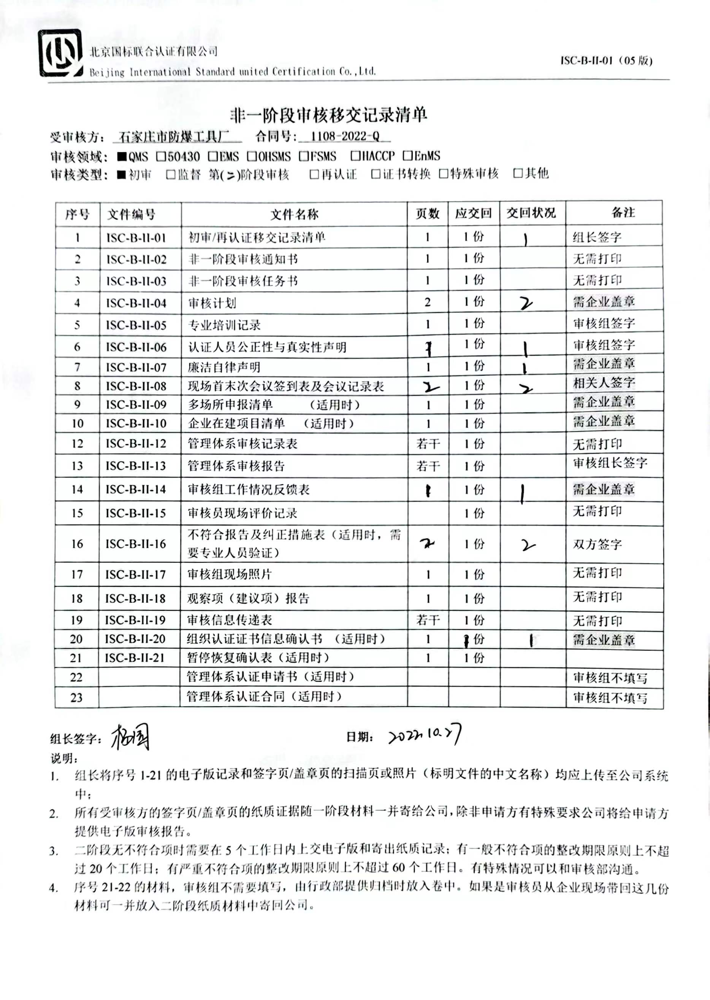 北京国标联合认证有限公司
ISC-B-II-01（05 版）
Beijing International Standard united Certification Co.,Ltd.
非一阶段审核移交记录清单
受审核方： 石家庄市防爆工具厂 合同号： 1108-2022-Q
审核领域：■QMS □50430 □EMS □OHSMS □FSMS □HACCP □EnMS
审核类型：■初审 □监督 第(二)阶段审核 □再认证 □证书转换 □特殊审核 □其他
序号 文件编号 文件名称 页数 应交回 交回状况 备注
1 ISC-B-II-01 初审/再认证移交记录清单 1 1 份 1 组长签字
2 ISC-B-II-02 非一阶段审核通知书 1 1 份 无需打印
3 ISC-B-II-03 非一阶段审核任务书 1 1 份 无需打印
4 ISC-B-II-04 审核计划 2 1 份 2 需企业盖章
5 ISC-B-II-05 专业培训记录 1 1 份 审核组签字
6 ISC-B-II-06 认证人员公正性与真实性声明 1 1 份 1 审核组签字
7 ISC-B-II-07 廉洁自律声明 1 1 份 1 需企业盖章
8 ISC-B-II-08 现场首末次会议签到表及会议记录表 2 1 份 2 相关人签字
9 ISC-B-II-09 多场所申报清单 （适用时） 1 1 份 需企业盖章
10 ISC-B-II-10 企业在建项目清单 （适用时） 1 1 份 需企业盖章
12 ISC-B-II-12 管理体系审核记录表 若干 1 份 无需打印
13 ISC-B-II-13 管理体系审核报告 若干 1 份 审核组长签字
14 ISC-B-II-14 审核组工作情况反馈表 1 1 份 1 需企业盖章
15 ISC-B-II-15 审核员现场评价记录 1 份 无需打印
16 ISC-B-II-16 不符合报告及纠正措施表（适用时，需
要专业人员验证） 2 1 份 2 双方签字
17 ISC-B-II-17 审核组现场照片 1 1 份 无需打印
18 ISC-B-II-18 观察项（建议项）报告 1 1 份 无需打印
19 ISC-B-II-19 审核信息传递表 若干 1 份 无需打印
20 ISC-B-II-20 组织认证证书信息确认书 （适用时） 1 1 份 1 需企业盖章
21 ISC-B-II-21 暂停恢复确认表（适用时） 1 1 份
22 管理体系认证申请书（适用时） 审核组不填写
23 管理体系认证合同（适用时） 审核组不填写
组长签字： 杨园 日期： 2022.10.27
说明：
1. 组长将序号 1-21 的电子版记录和签字页/盖章页的扫描页或照片（标明文件的中文名称）均应上传至公司系统
中；
2. 所有受审核方的签字页/盖章页的纸质证据随一阶段材料一并寄给公司，除非申请方有特殊要求公司将给申请方
提供电子版审核报告。
3. 二阶段无不符合项时需要在 5 个工作日内上交电子版和寄出纸质记录；有一般不符合项的整改期限原则上不超
过 20 个工作日；有严重不符合项的整改期限原则上不超过 60 个工作日。有特殊情况可以和审核部沟通。
4. 序号 21-22 的材料，审核组不需要填写，由行政部提供归档时放入卷中。如果是审核员从企业现场带回这几份
材料可一并放入二阶段纸质材料中寄回公司。